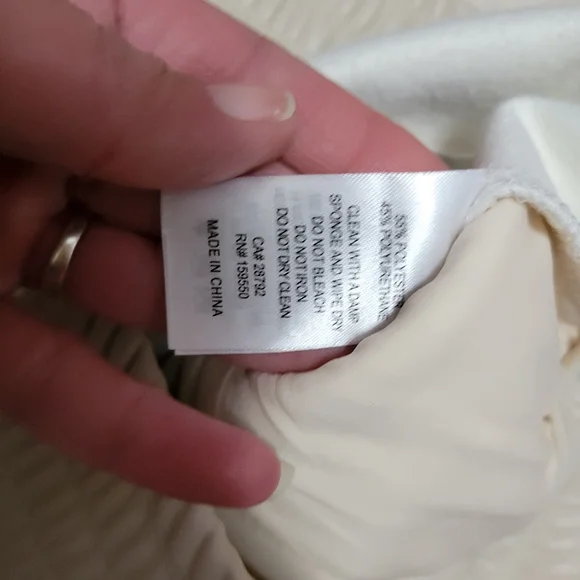 55% POLYESTER
45% POLYURETHANE
CLEAN WITH A DAMP
SPONGE AND WIPE DRY
DO NOT BLEACH
DO NOT IRON
DO NOT DRY CLEAN
CA# 28792
RN# 159550
MADE IN CHINA